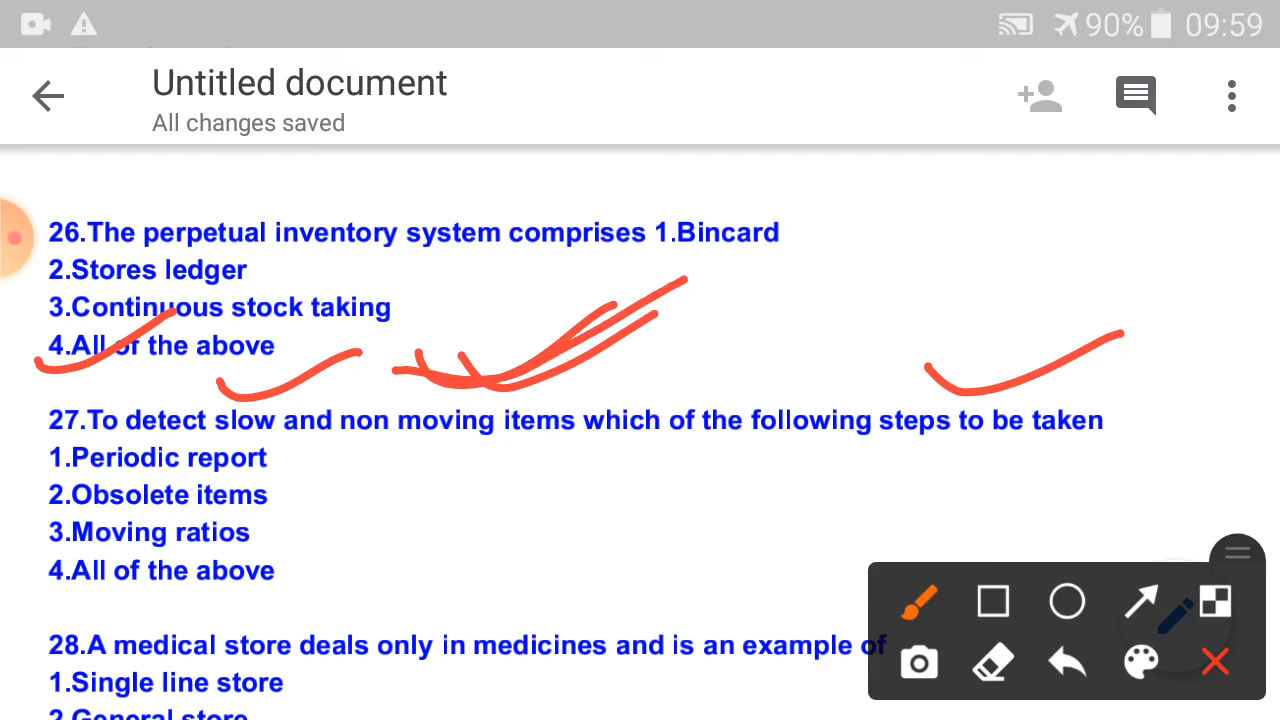 90% 09:59
Untitled document
All changes saved
26.The perpetual inventory system comprises 1.Bincard
2.Stores ledger
3.Continuous stock taking
4.All of the above
27.To detect slow and non moving items which of the following steps to be taken
1.Periodic report
2.Obsolete items
3.Moving ratios
4.All of the above
28.A medical store deals only in medicines and is an example of
1.Single line store
2.General store